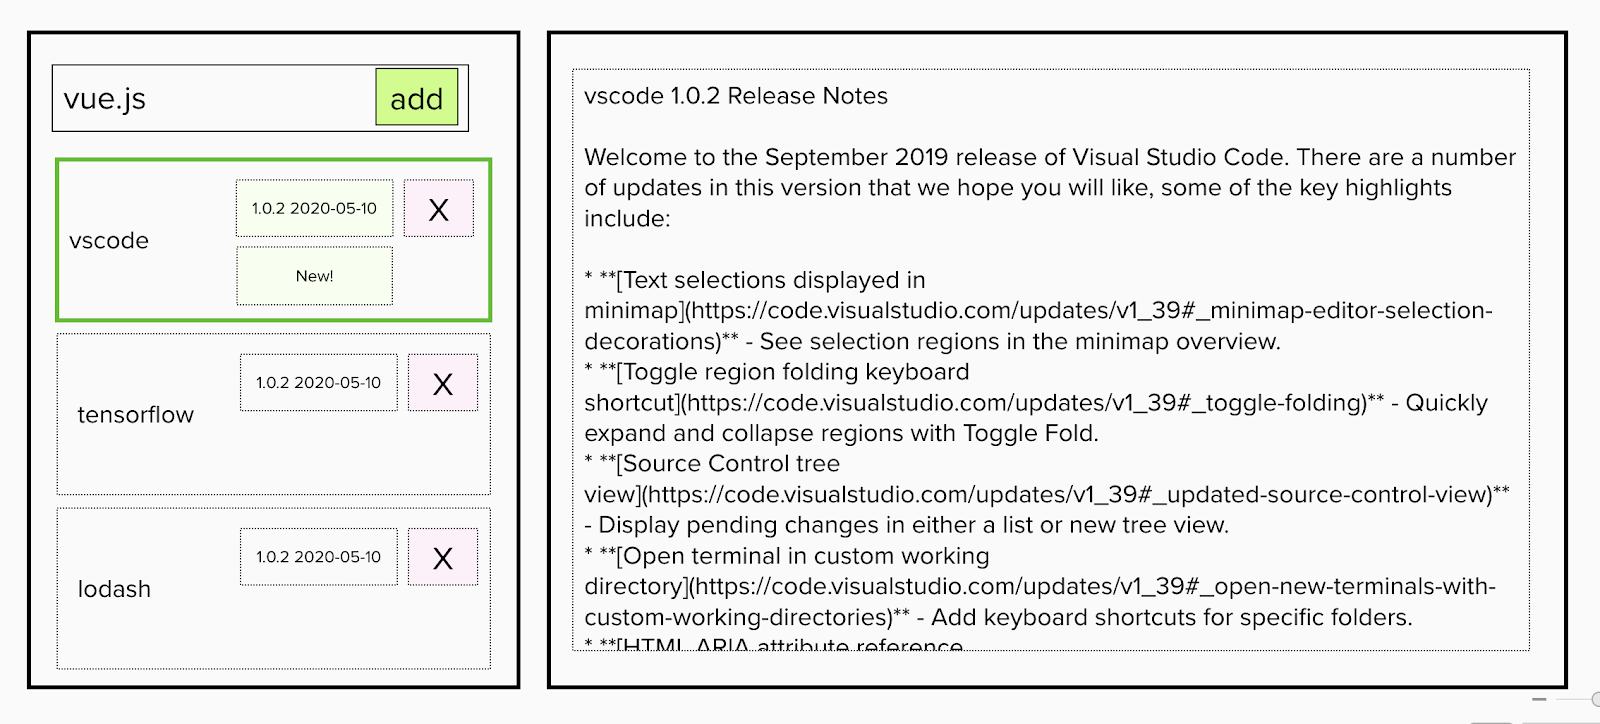 vue.js
add
vscode
1.0.2 2020-05-10
X
New!
tensorflow
1.0.2 2020-05-10
X
lodash
1.0.2 2020-05-10
X
vscode 1.0.2 Release Notes
Welcome to the September 2019 release of Visual Studio Code. There are a number
of updates in this version that we hope you will like, some of the key highlights
include:
* **[Text selections displayed in
minimap](https://code.visualstudio.com/updates/v1_39#_minimap-editor-selection-
decorations)** - See selection regions in the minimap overview.
* **[Toggle region folding keyboard
shortcut](https://code.visualstudio.com/updates/v1_39#_toggle-folding)** - Quickly
expand and collapse regions with Toggle Fold.
* **[Source Control tree
view](https://code.visualstudio.com/updates/v1_39#_updated-source-control-view)**
- Display pending changes in either a list or new tree view.
* **[Open terminal in custom working
directory](https://code.visualstudio.com/updates/v1_39#_open-new-terminals-with-
custom-working-directories)** - Add keyboard shortcuts for specific folders.
* **[HTML ARIA attribute reference